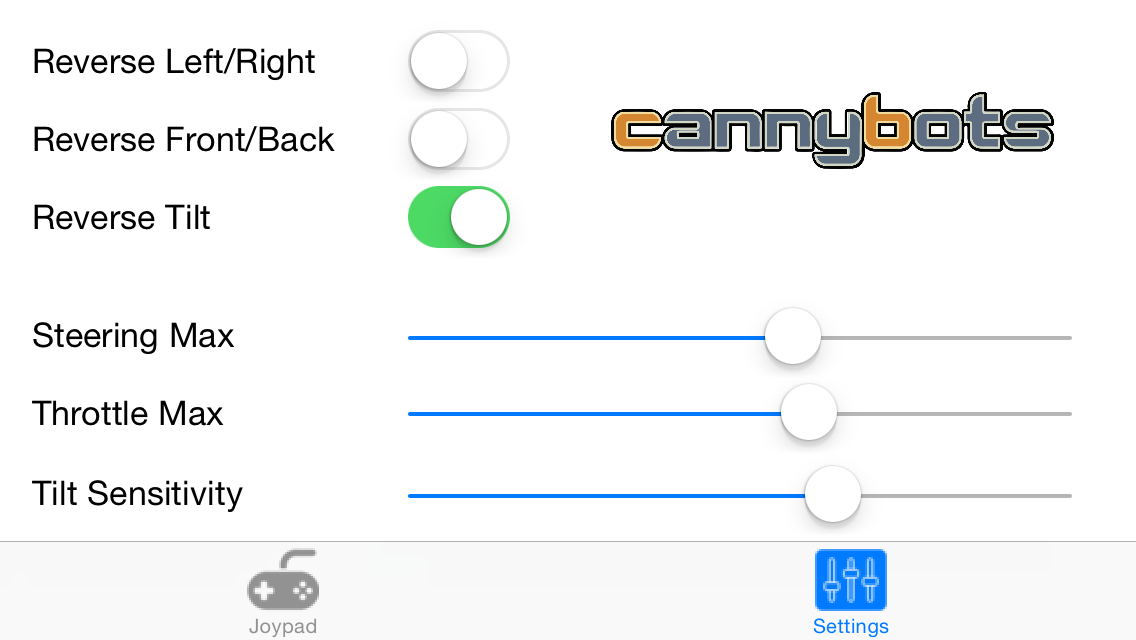 Reverse Left/Right
cannybots
Reverse Front/Back
Reverse Tilt
Steering Max
Throttle Max
Tilt Sensitivity
Joypad
Settings